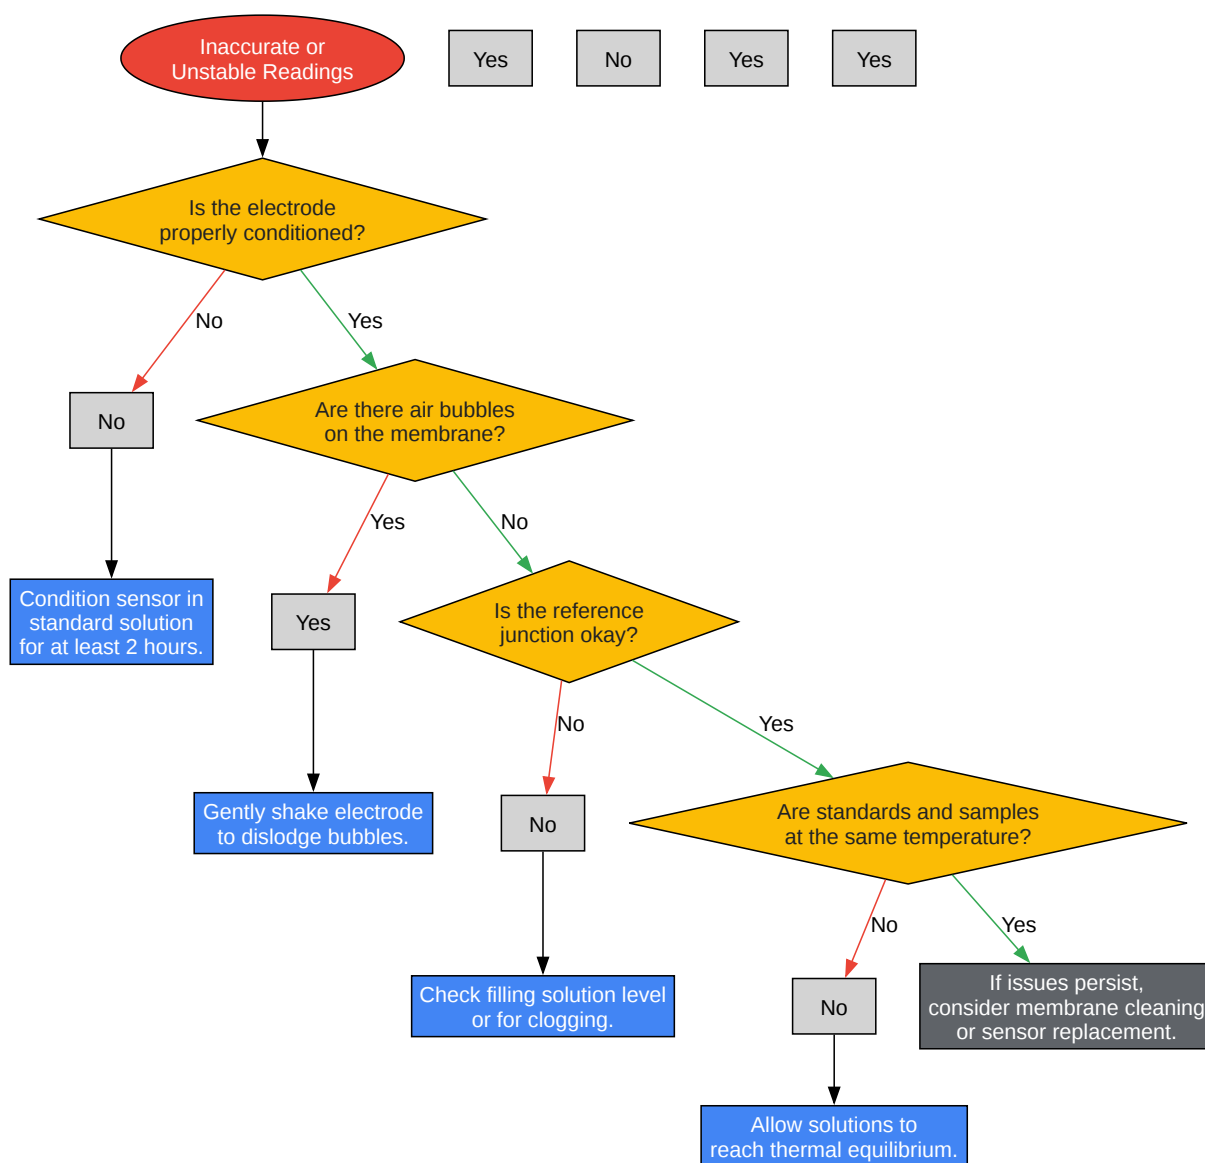 Inaccurate or
Unstable Readings
Yes
No
Yes
Yes
Is the electrode
properly conditioned?
No
Yes
No
Are there air bubbles
on the membrane?
Yes
No
Condition sensor in
standard solution
for at least 2 hours.
Yes
Is the reference
junction okay?
No
Yes
Gently shake electrode
to dislodge bubbles.
No
Are standards and samples
at the same temperature?
No
Yes
Check filling solution level
or for clogging.
No
If issues persist,
consider membrane cleaning
or sensor replacement.
Allow solutions to
reach thermal equilibrium.